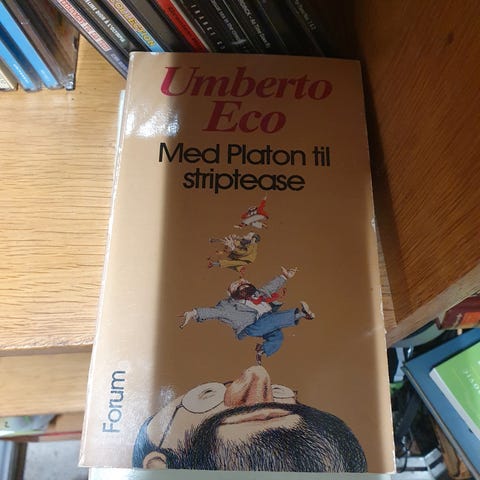 Umberto
Eco
Med Platon til
striptease
Forum